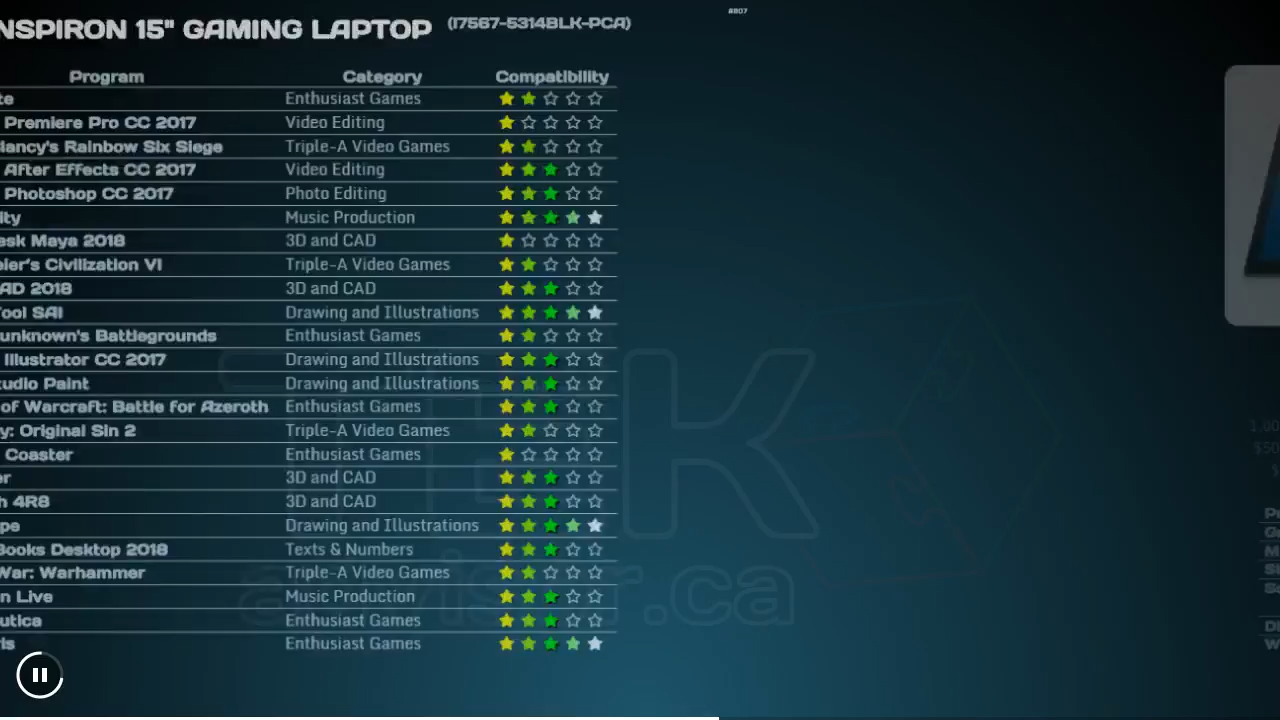 NSPIRON 15" GAMING LAPTOP (I7567-5314BLK-PCA)
#807
Program Category Compatibility
te Enthusiast Games
Premiere Pro CC 2017 Video Editing
lancy's Rainbow Six Siege Triple-A Video Games
After Effects CC 2017 Video Editing
Photoshop CC 2017 Photo Editing
ity Music Production
esk Maya 2018 3D and CAD
eier's Civilization VI Triple-A Video Games
AD 2018 3D and CAD
Tool SAI Drawing and Illustrations
unknown's Battlegrounds Enthusiast Games
Illustrator CC 2017 Drawing and Illustrations
tudio Paint Drawing and Illustrations
of Warcraft: Battle for Azeroth Enthusiast Games
y: Original Sin 2 Triple-A Video Games
Coaster Enthusiast Games
er 3D and CAD
h 4R8 3D and CAD
pe Drawing and Illustrations
Books Desktop 2018 Texts & Numbers
War: Warhammer Triple-A Video Games
n Live Music Production
utica Enthusiast Games
is Enthusiast Games